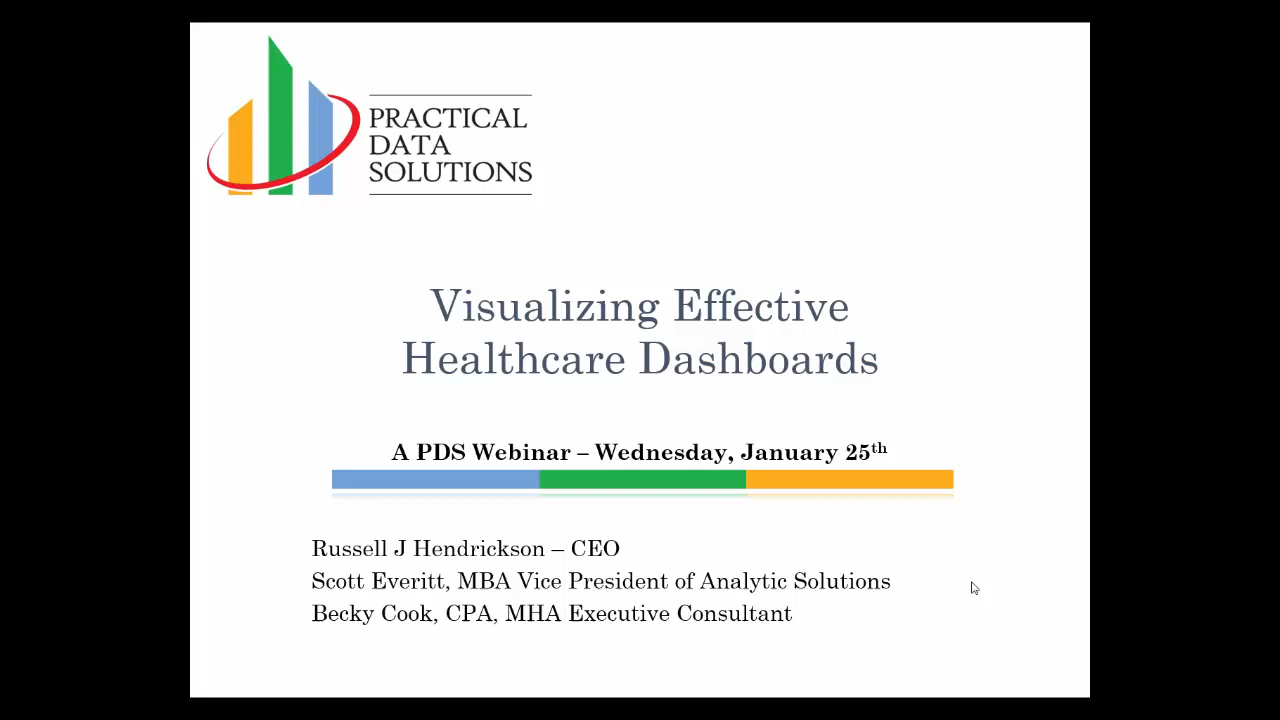 PRACTICAL
DATA
SOLUTIONS
Visualizing Effective
Healthcare Dashboards
A PDS Webinar – Wednesday, January 25th
Russell J Hendrickson – CEO
Scott Everitt, MBA Vice President of Analytic Solutions
Becky Cook, CPA, MHA Executive Consultant